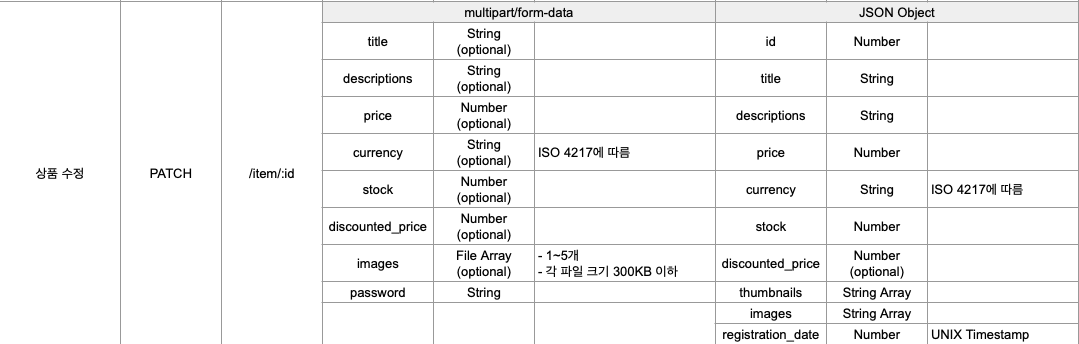 multipart/form-data JSON Object
상품 수정 PATCH /item/:id
title String (optional) id Number
descriptions String (optional) title String
price Number (optional) descriptions String
currency String (optional) ISO 4217에 따름 price Number
stock Number (optional) currency String ISO 4217에 따름
discounted_price Number (optional) stock Number
images File Array (optional) - 1~5개 - 각 파일 크기 300KB 이하 discounted_price Number (optional)
password String thumbnails String Array
images String Array
registration_date Number UNIX Timestamp